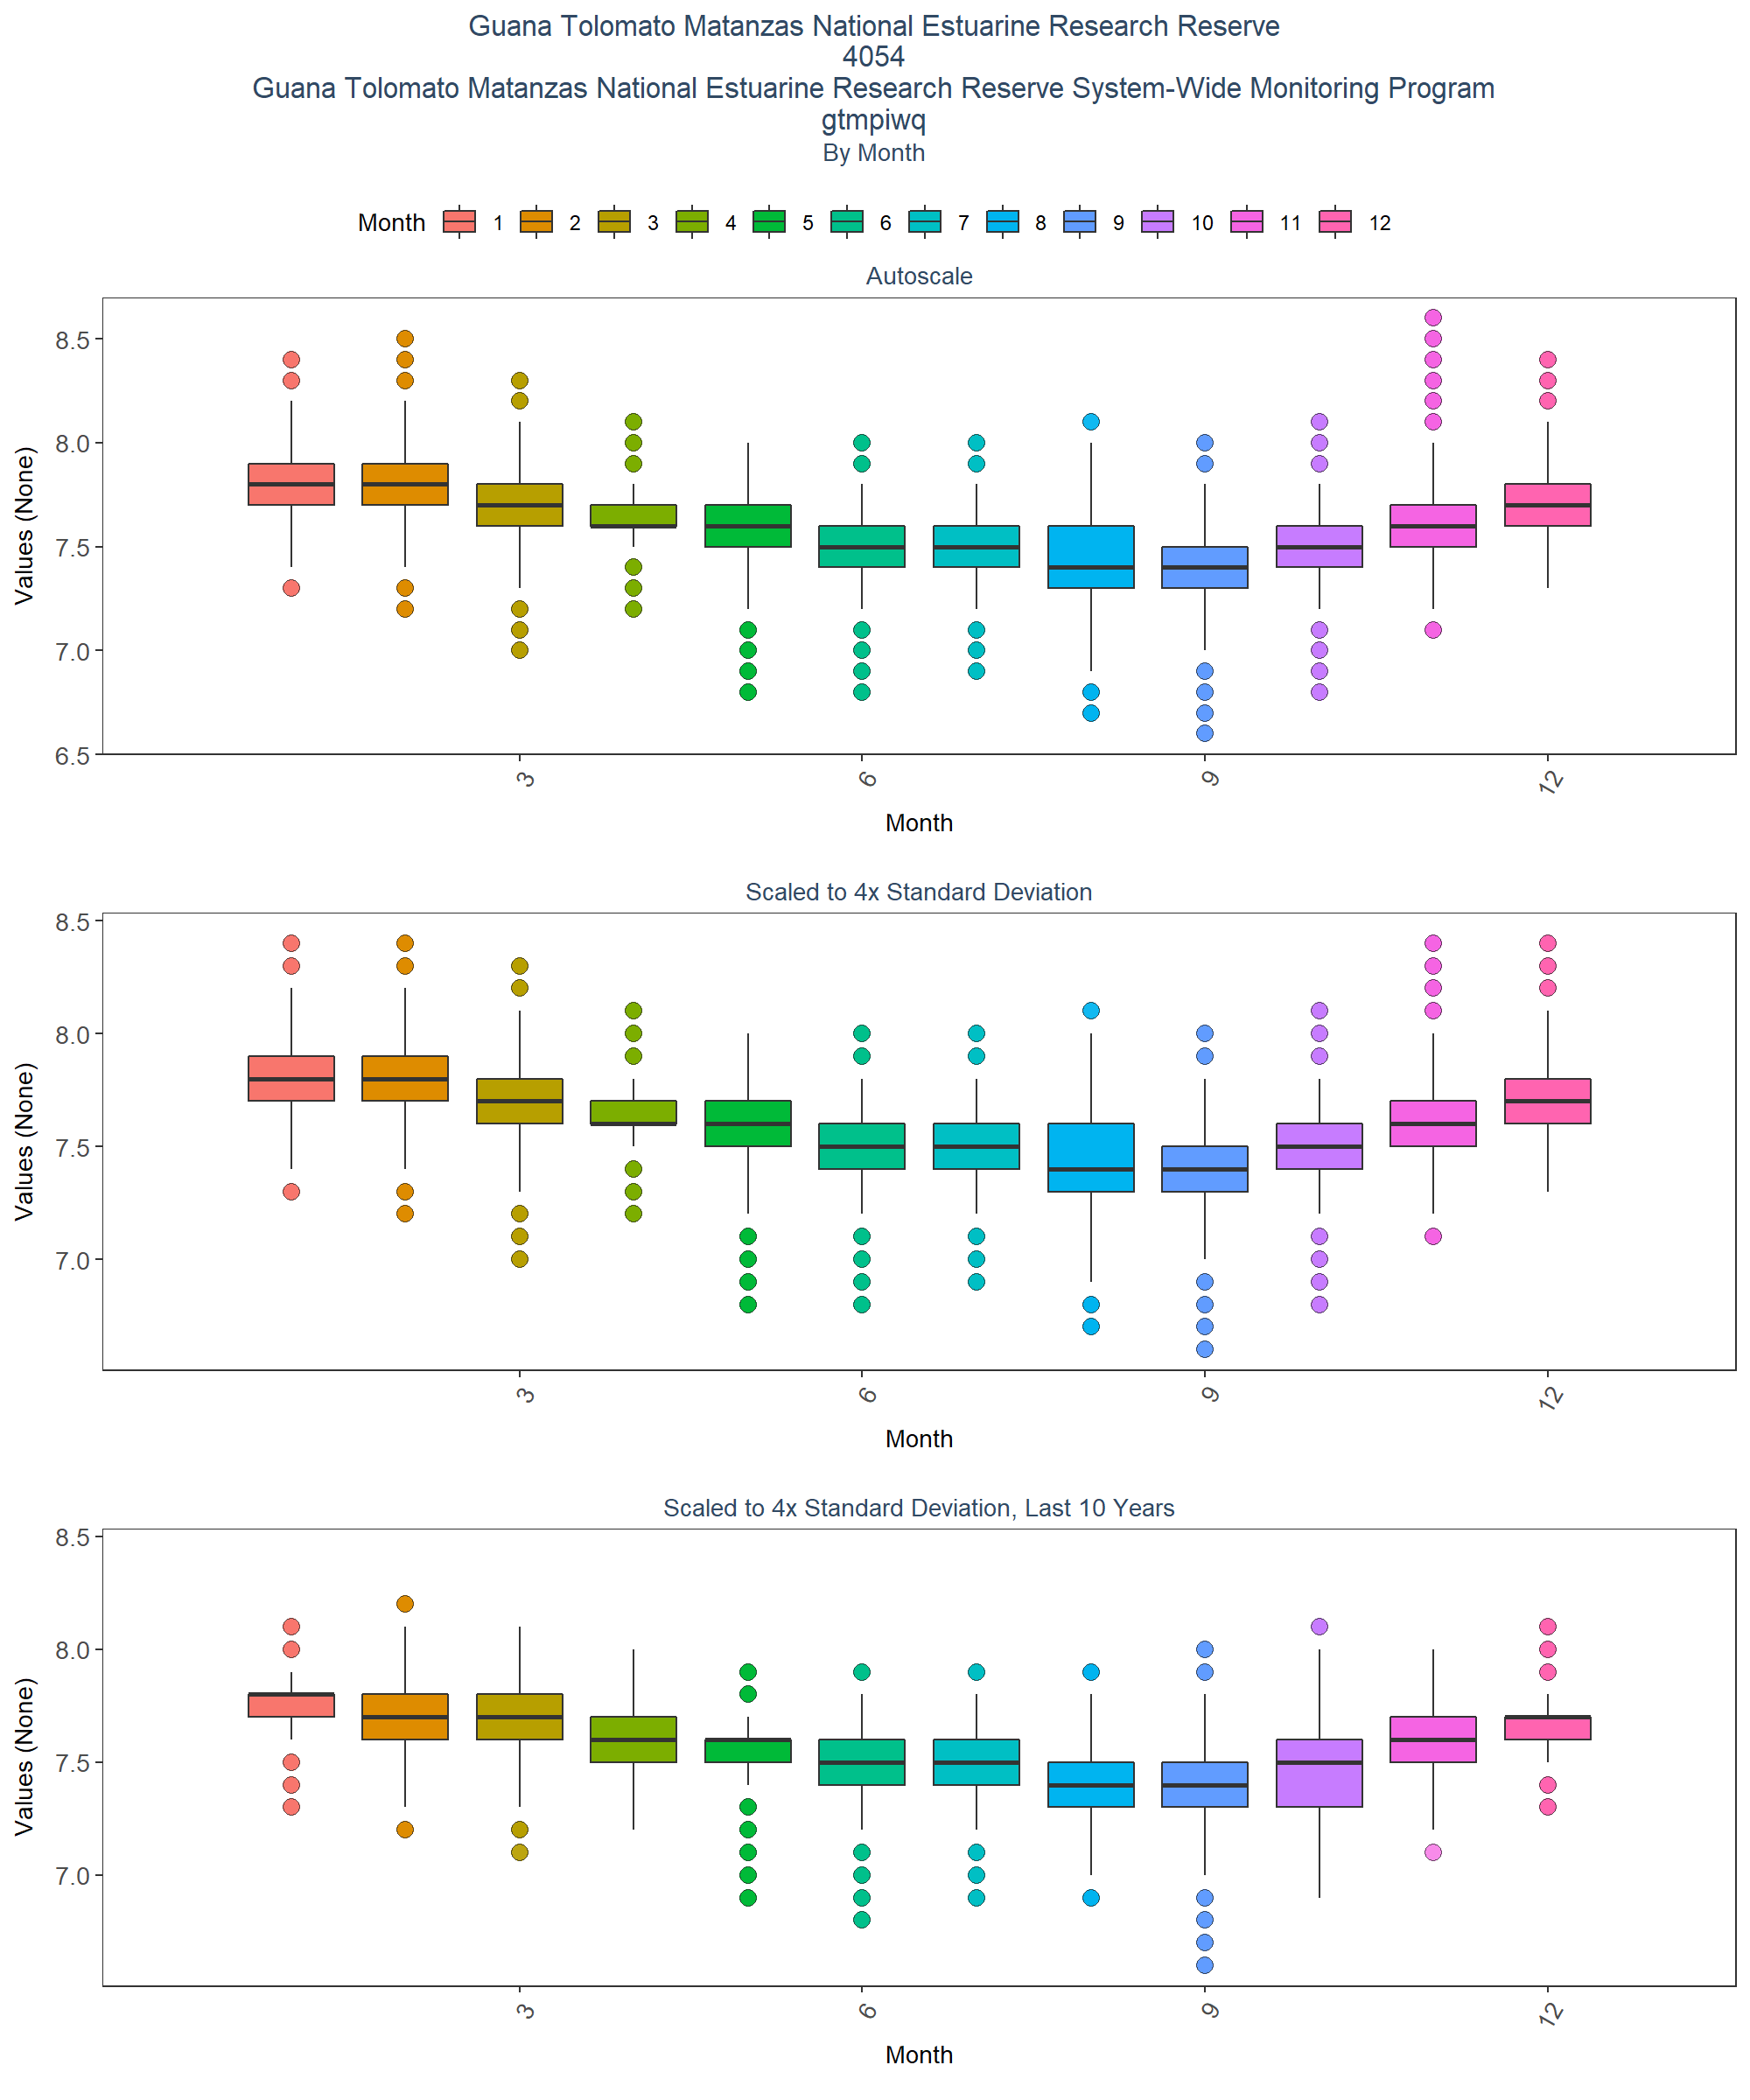 Guana Tolomato Matanzas National Estuarine Research Reserve
4054
Guana Tolomato Matanzas National Estuarine Research Reserve System-Wide Monitoring Program
gtmpiwq
By Month
Month 1 2 3 4 5 6 7 8 9 10 11 12
Autoscale
Values (None)
8.5
8.0
7.5
7.0
6.5
3 6 9 12
Month
Scaled to 4x Standard Deviation
Values (None)
8.5
8.0
7.5
7.0
3 6 9 12
Month
Scaled to 4x Standard Deviation, Last 10 Years
Values (None)
8.5
8.0
7.5
7.0
3 6 9 12
Month